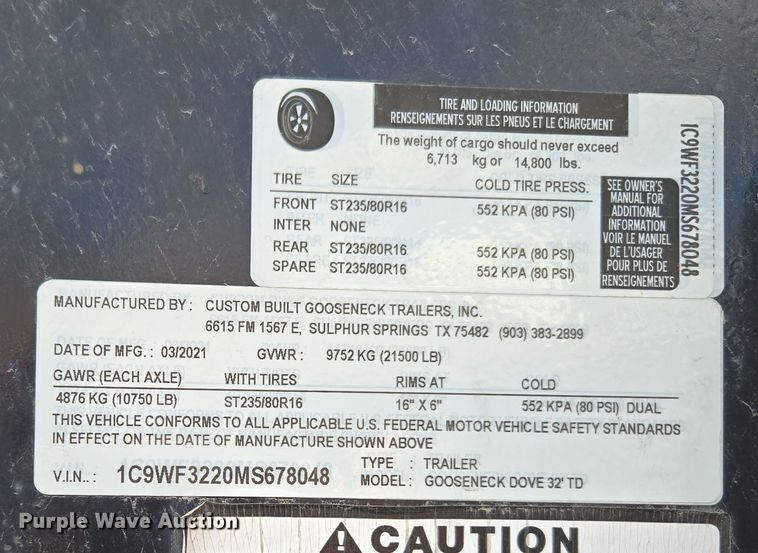 TIRE AND LOADING INFORMATION
RENSEIGNEMENTS SUR LES PNEUS ET LE CHARGEMENT
The weight of cargo should never exceed
6,713 kg or 14,800 lbs.
TIRE SIZE COLD TIRE PRESS.
FRONT ST235/80R16 552 KPA (80 PSI)
INTER NONE
REAR ST235/80R16 552 KPA (80 PSI)
SPARE ST235/80R16 552 KPA (80 PSI)
SEE OWNER'S
MANUAL FOR
ADDITIONAL
INFORMATION
VOIR LE MANUEL
DE L'USAGER
POUR PLUS DE
RENSEIGNEMENTS
1C9WF3220MS678048
MANUFACTURED BY: CUSTOM BUILT GOOSENECK TRAILERS, INC.
6615 FM 1567 E, SULPHUR SPRINGS TX 75482 (903) 383-2899
DATE OF MFG. : 03/2021 GVWR : 9752 KG (21500 LB)
GAWR (EACH AXLE) WITH TIRES RIMS AT COLD
4876 KG (10750 LB) ST235/80R16 16" X 6" 552 KPA (80 PSI) DUAL
THIS VEHICLE CONFORMS TO ALL APPLICABLE U.S. FEDERAL MOTOR VEHICLE SAFETY STANDARDS
IN EFFECT ON THE DATE OF MANUFACTURE SHOWN ABOVE
V.I.N.. : 1C9WF3220MS678048
TYPE : TRAILER
MODEL: GOOSENECK DOVE 32' TD
CAUTION
Purple Wave Auction